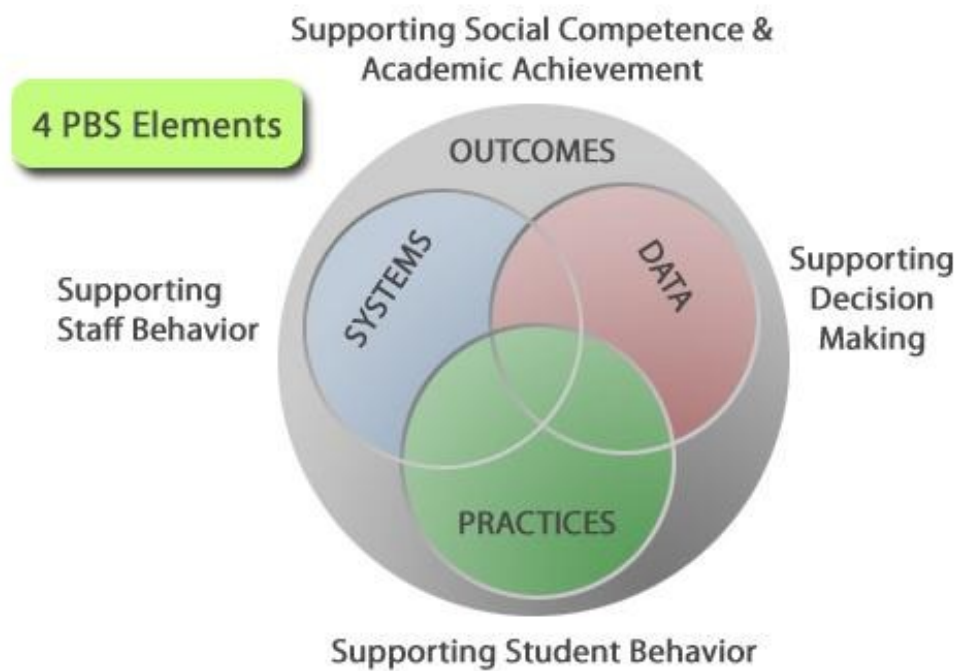 Supporting Social Competence &
Academic Achievement
4 PBS Elements
OUTCOMES
SYSTEMS
DATA
Supporting
Staff Behavior
Supporting
Decision
Making
PRACTICES
Supporting Student Behavior